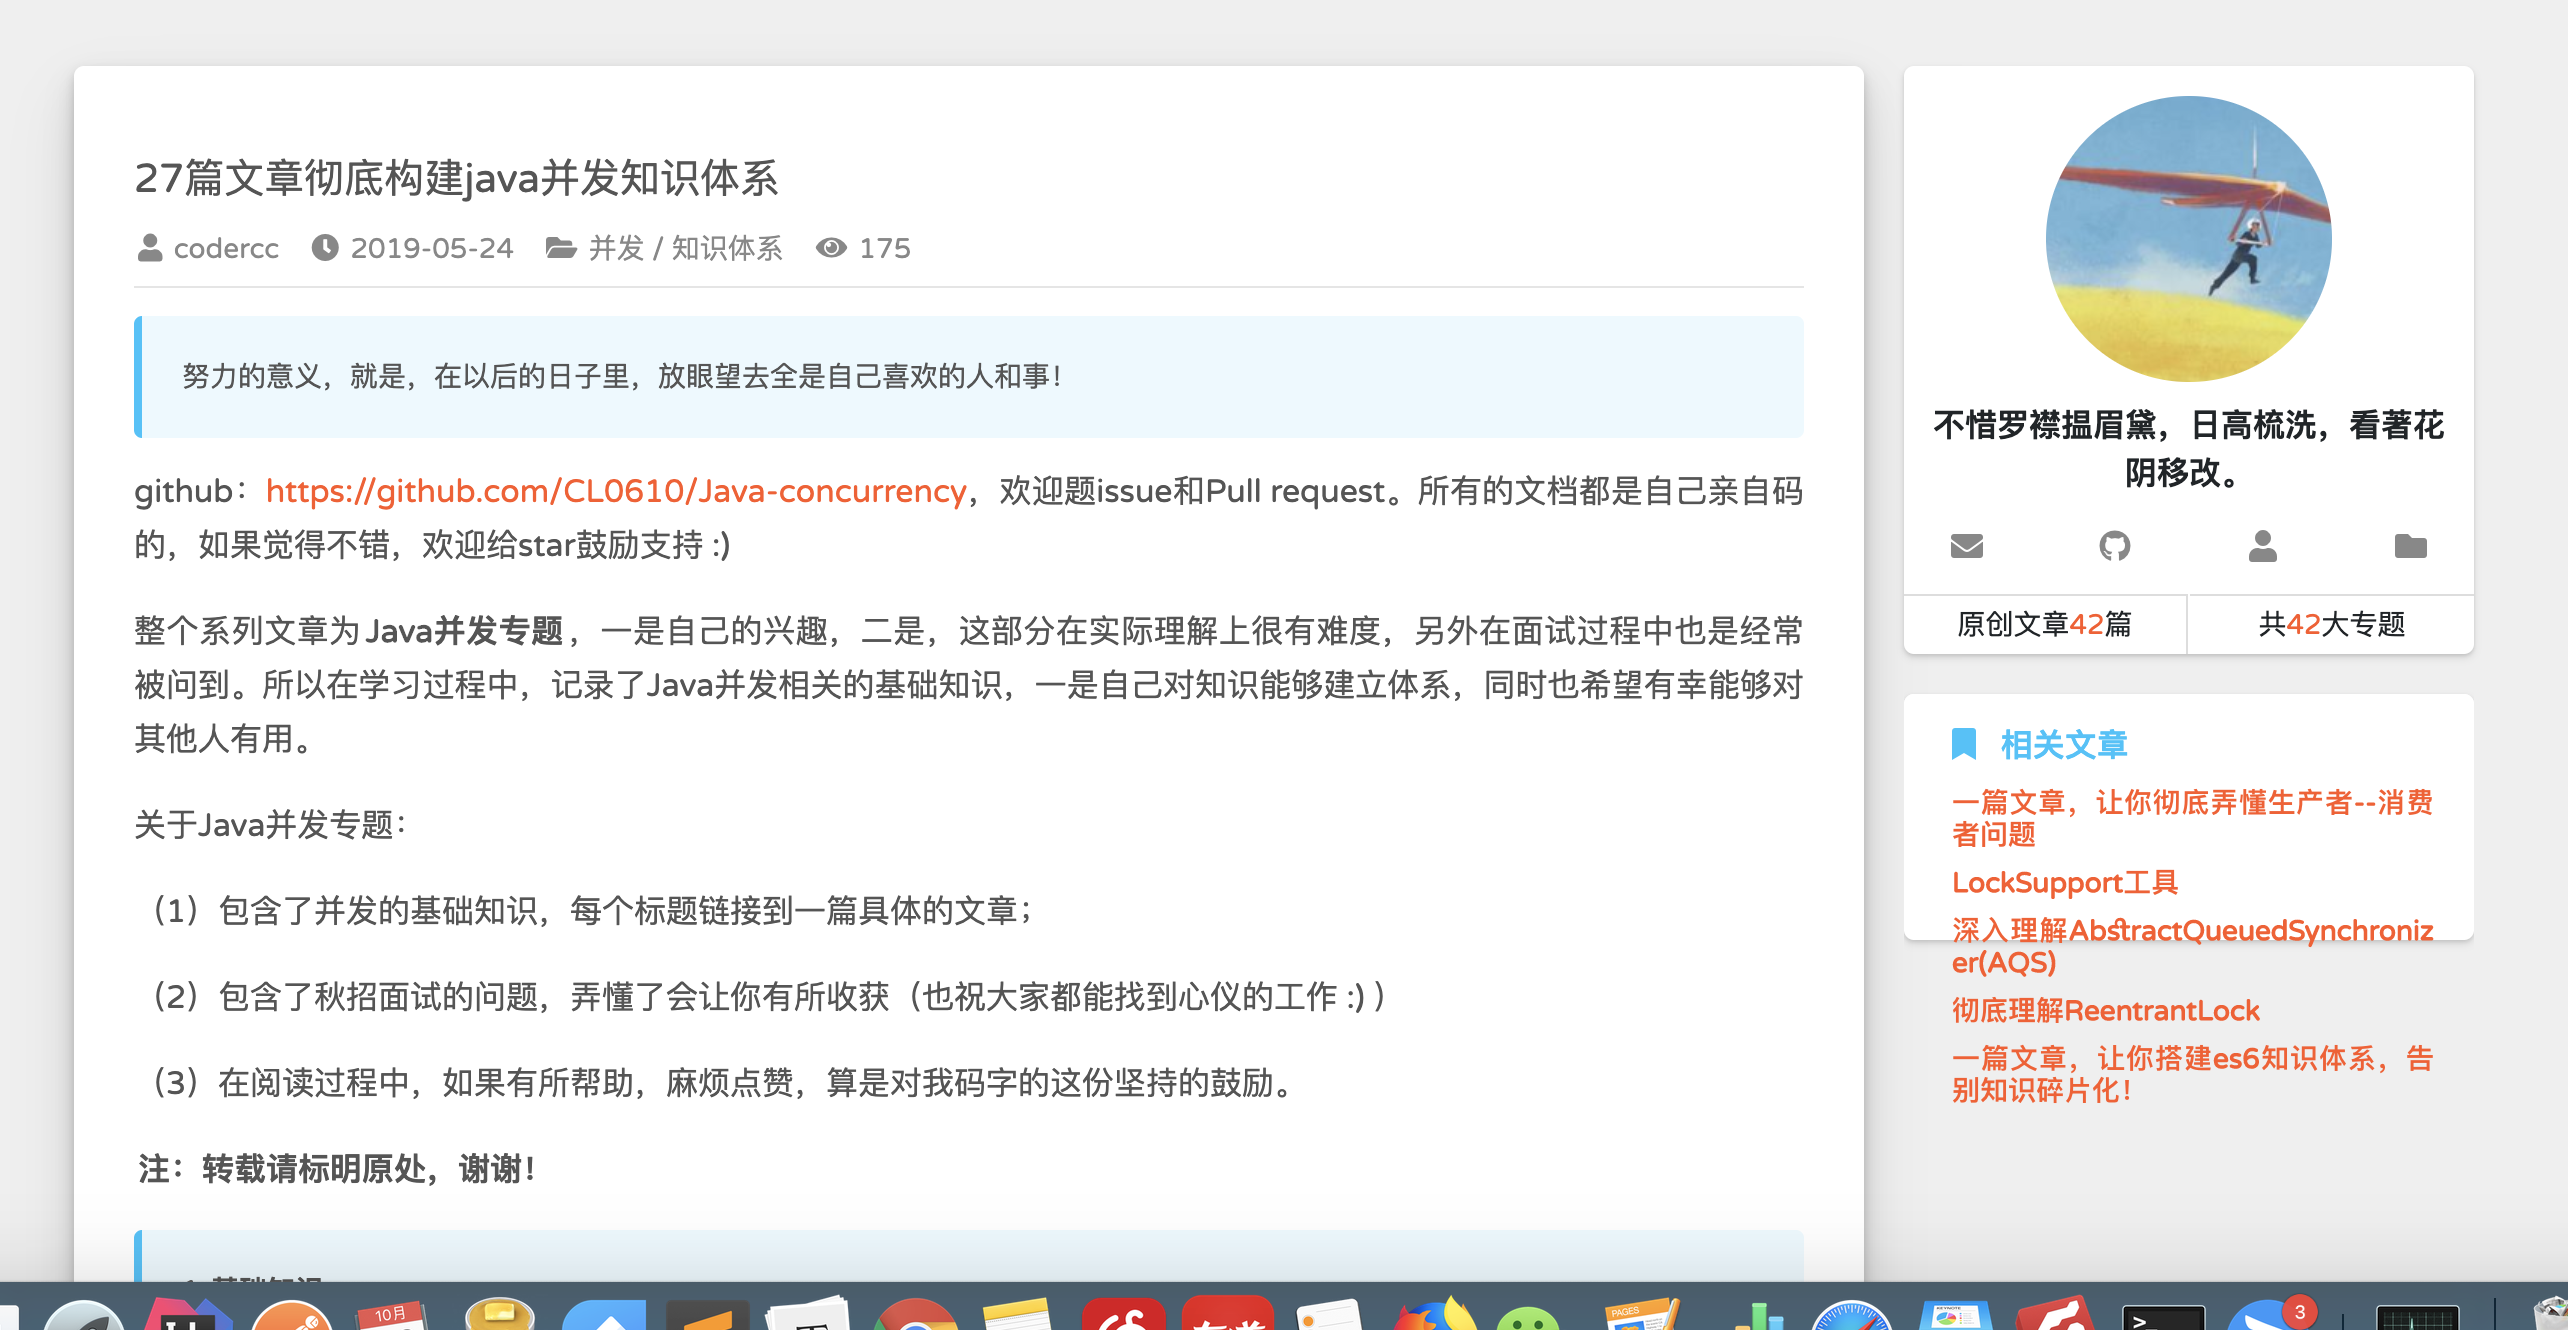 27篇文章彻底构建java并发知识体系
codercc 2019-05-24 并发 / 知识体系 175
努力的意义，就是，在以后的日子里，放眼望去全是自己喜欢的人和事！
github：https://github.com/CL0610/Java-concurrency，欢迎题issue和Pull request。所有的文档都是自己亲自码
的，如果觉得不错，欢迎给star鼓励支持 :)
整个系列文章为Java并发专题，一是自己的兴趣，二是，这部分在实际理解上很有难度，另外在面试过程中也是经常
被问到。所以在学习过程中，记录了Java并发相关的基础知识，一是自己对知识能够建立体系，同时也希望有幸能够对
其他人有用。
关于Java并发专题：
（1）包含了并发的基础知识，每个标题链接到一篇具体的文章；
（2）包含了秋招面试的问题，弄懂了会让你有所收获（也祝大家都能找到心仪的工作 :) ）
（3）在阅读过程中，如果有所帮助，麻烦点赞，算是对我码字的这份坚持的鼓励。
注：转载请标明原处，谢谢！
不惜罗襟揾眉黛，日高梳洗，看著花
阴移改。
原创文章42篇 共42大专题
相关文章
一篇文章，让你彻底弄懂生产者--消费
者问题
LockSupport工具
深入理解AbstractQueuedSynchroniz
er(AQS)
彻底理解ReentrantLock
一篇文章，让你搭建es6知识体系，告
别知识碎片化！
10月
PAGES
KEYNOTE
3